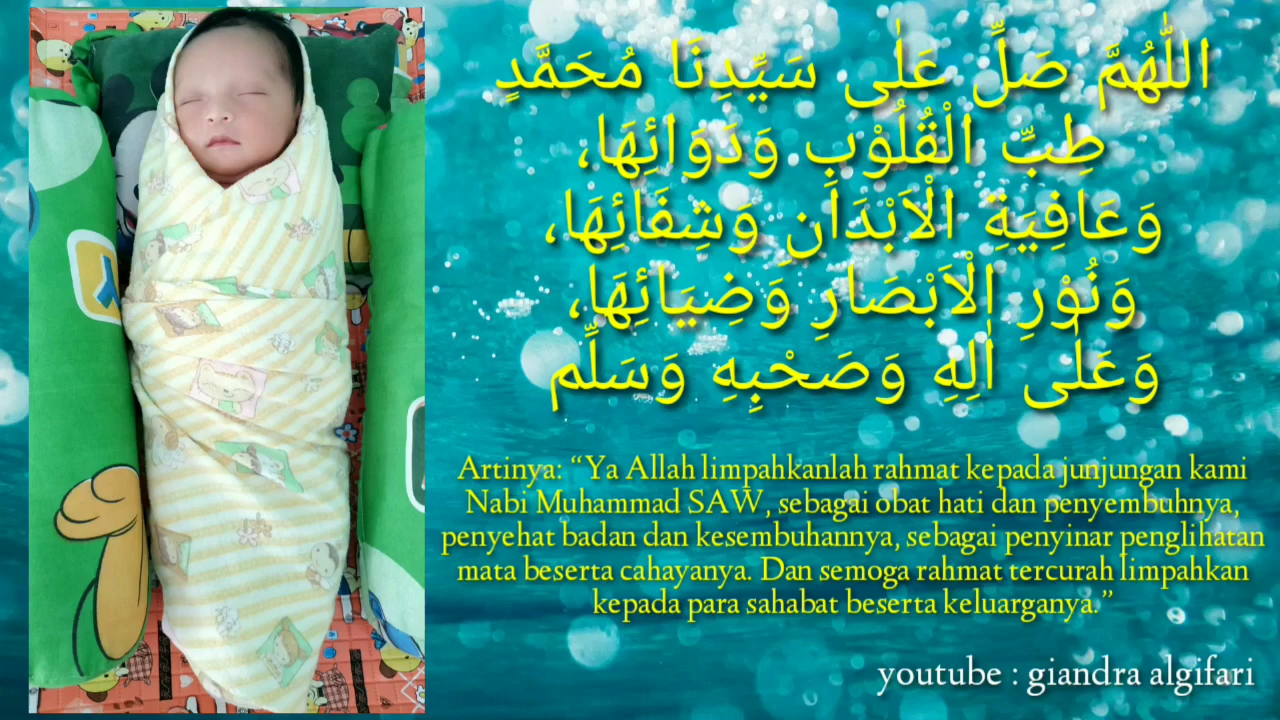 اللّٰهُمَّ صَلِّ عَلٰى سَيِّدِنَا مُحَمَّدٍ
طِبِّ الْقُلُوْبِ وَدَوَائِهَا،
وَعَافِيَةِ الْاَبْدَانِ وَشِفَائِهَا،
وَنُوْرِ الْاَبْصَارِ وَضِيَائِهَا،
وَعَلٰى اٰلِهِ وَصَحْبِهِ وَسَلِّم
Artinya: “Ya Allah limpahkanlah rahmat kepada junjungan kami
Nabi Muhammad SAW, sebagai obat hati dan penyembuhnya,
penyehat badan dan kesembuhannya, sebagai penyinar penglihatan
mata beserta cahayanya. Dan semoga rahmat tercurah limpahkan
kepada para sahabat beserta keluarganya.”
youtube : giandra algifari